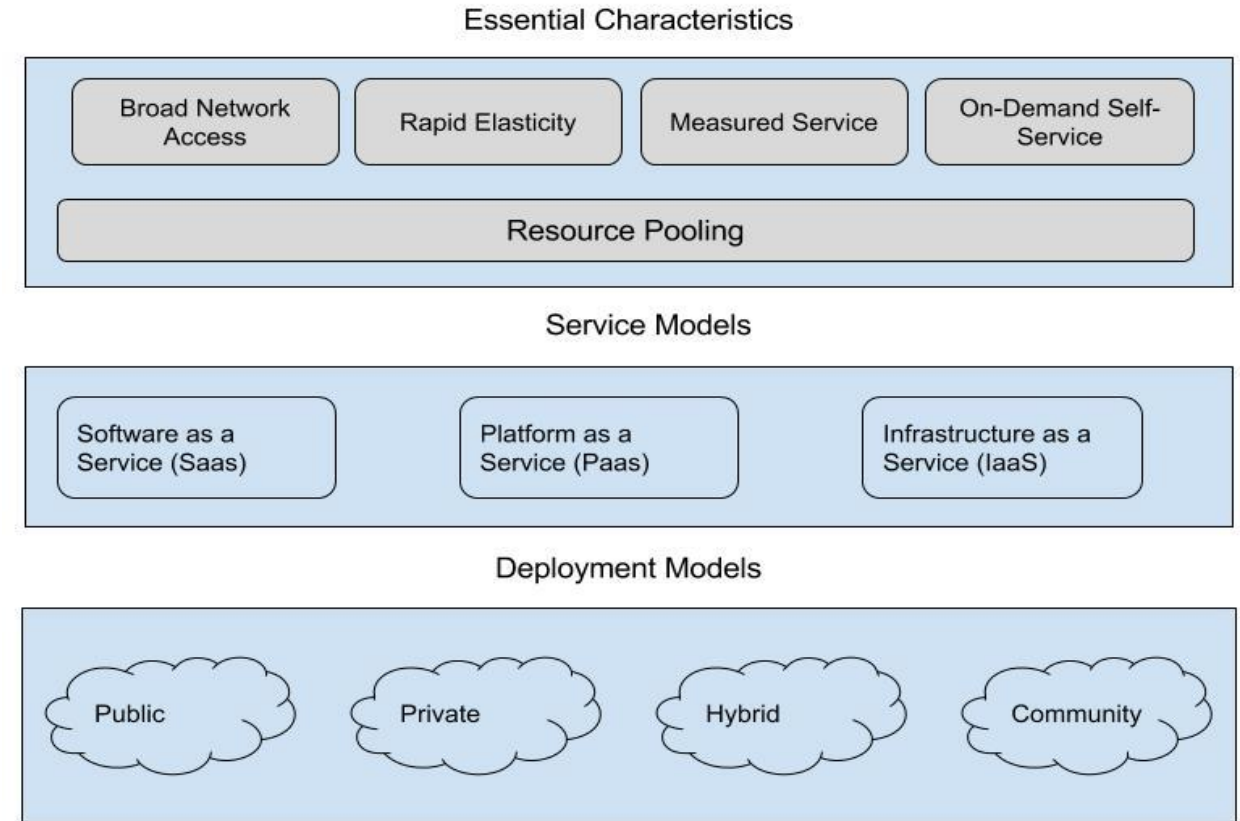 Essential Characteristics
Broad Network
Access
Rapid Elasticity
Measured Service
On-Demand Self-
Service
Resource Pooling
Service Models
Software as a
Service (Saas)
Platform as a
Service (Paas)
Infrastructure as a
Service (IaaS)
Deployment Models
Public
Private
Hybrid
Community